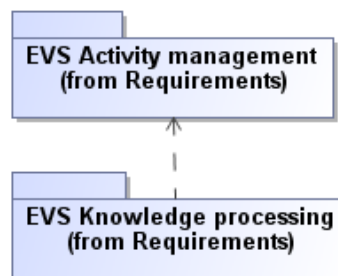 EVS Activity management
(from Requirements)
EVS Knowledge processing
(from Requirements)